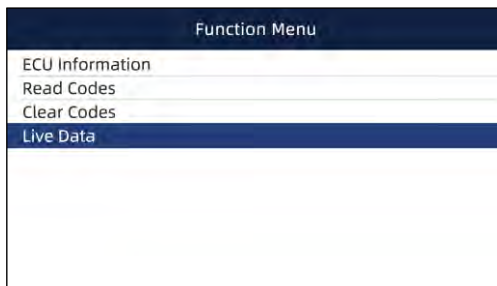 Function Menu
ECU Information
Read Codes
Clear Codes
Live Data